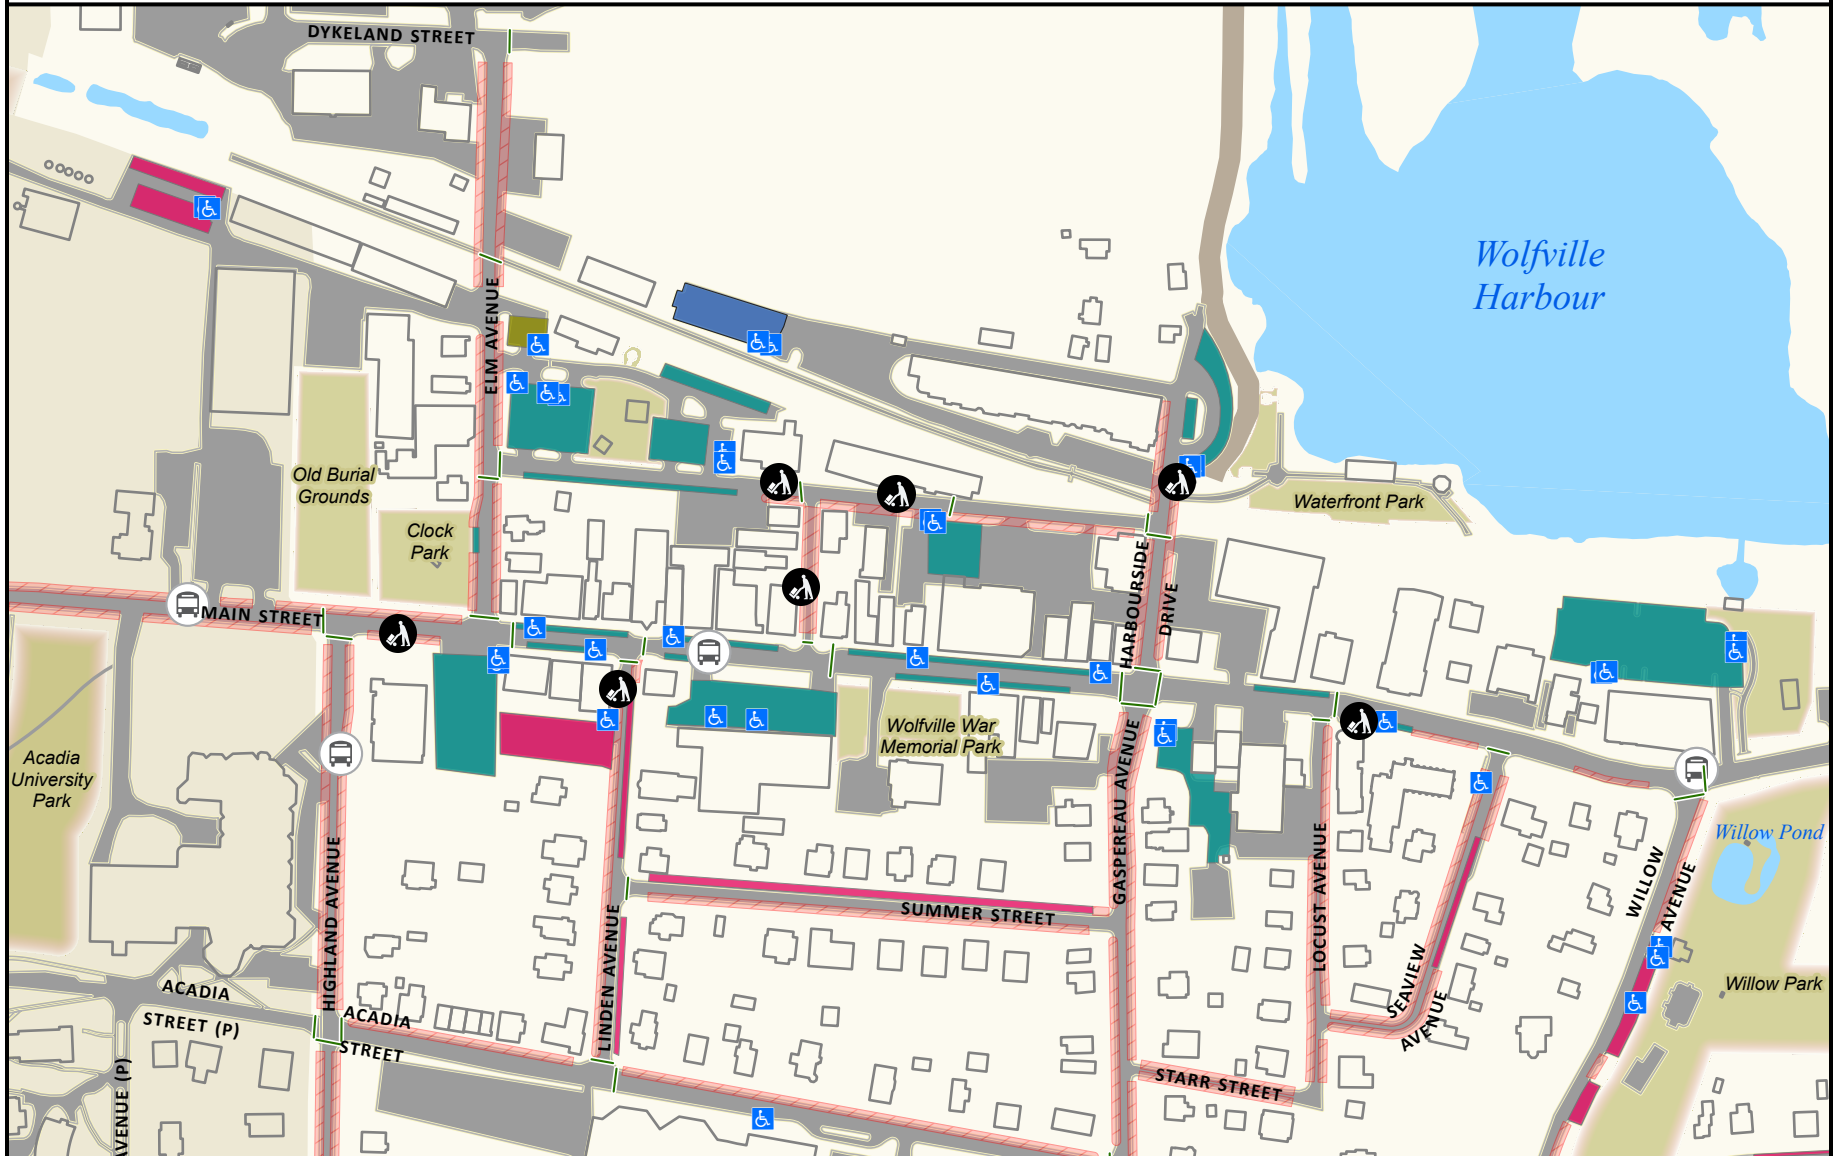 DYKELAND STREET
Wolfville
Harbour
ELM AVENUE
Old Burial
Grounds
Clock
Park
Waterfront Park
MAIN STREET
HARBOURSIDE
DRIVE
Wolfville War
Memorial Park
Acadia
University
Park
GASPEREAU AVENUE
Willow Pond
HIGHLAND AVENUE
LINDEN AVENUE
SUMMER STREET
LOCUST AVENUE
SEAVIEW
AVENUE
WILLOW
AVENUE
Willow Park
ACADIA
STREET (P)
ACADIA
STREET
STARR STREET
AVENUE (P)